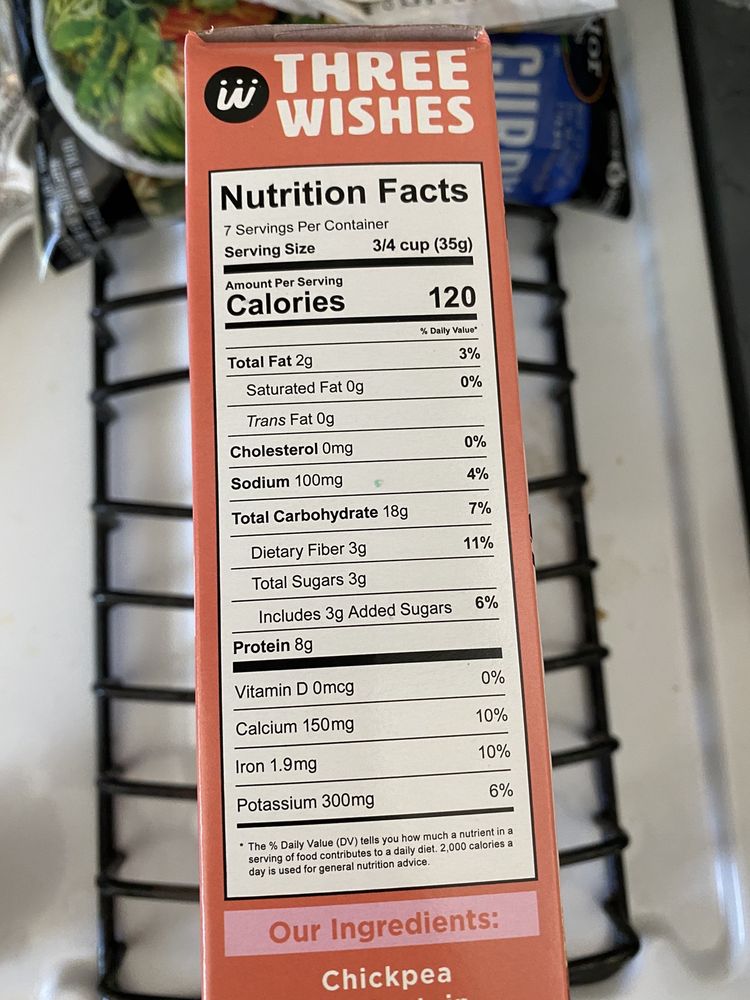 THREE
WISHES
Nutrition Facts
7 Servings Per Container
Serving Size 3/4 cup (35g)
Amount Per Serving
Calories 120
% Daily Value*
Total Fat 2g 3%
Saturated Fat 0g 0%
Trans Fat 0g
Cholesterol 0mg 0%
Sodium 100mg 4%
Total Carbohydrate 18g 7%
Dietary Fiber 3g 11%
Total Sugars 3g
Includes 3g Added Sugars 6%
Protein 8g
Vitamin D 0mcg 0%
Calcium 150mg 10%
Iron 1.9mg 10%
Potassium 300mg 6%
* The % Daily Value (DV) tells you how much a nutrient in a
serving of food contributes to a daily diet. 2,000 calories a
day is used for general nutrition advice.
Our Ingredients:
Chickpea